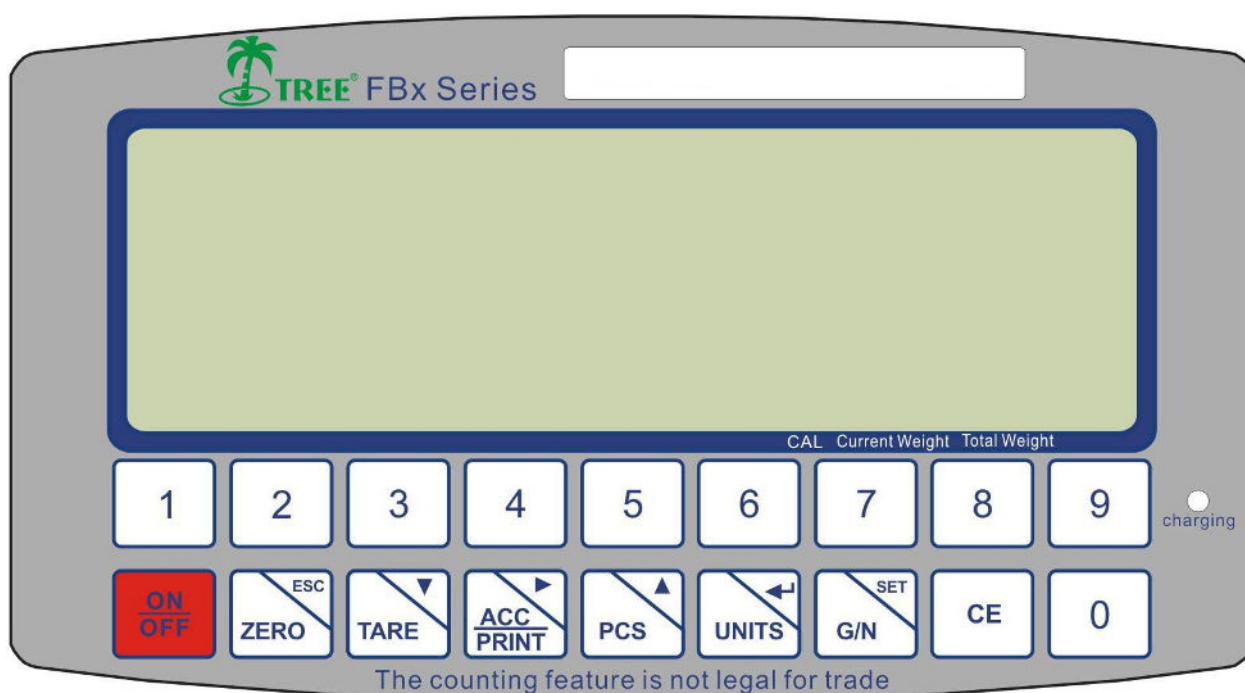 TREE® FBx Series
CAL Current Weight Total Weight
1 2 3 4 5 6 7 8 9
charging
ON
OFF
ESC
ZERO
▼
TARE
►
ACC
PRINT
▲
PCS
↵
UNITS
SET
G/N
CE
0
The counting feature is not legal for trade